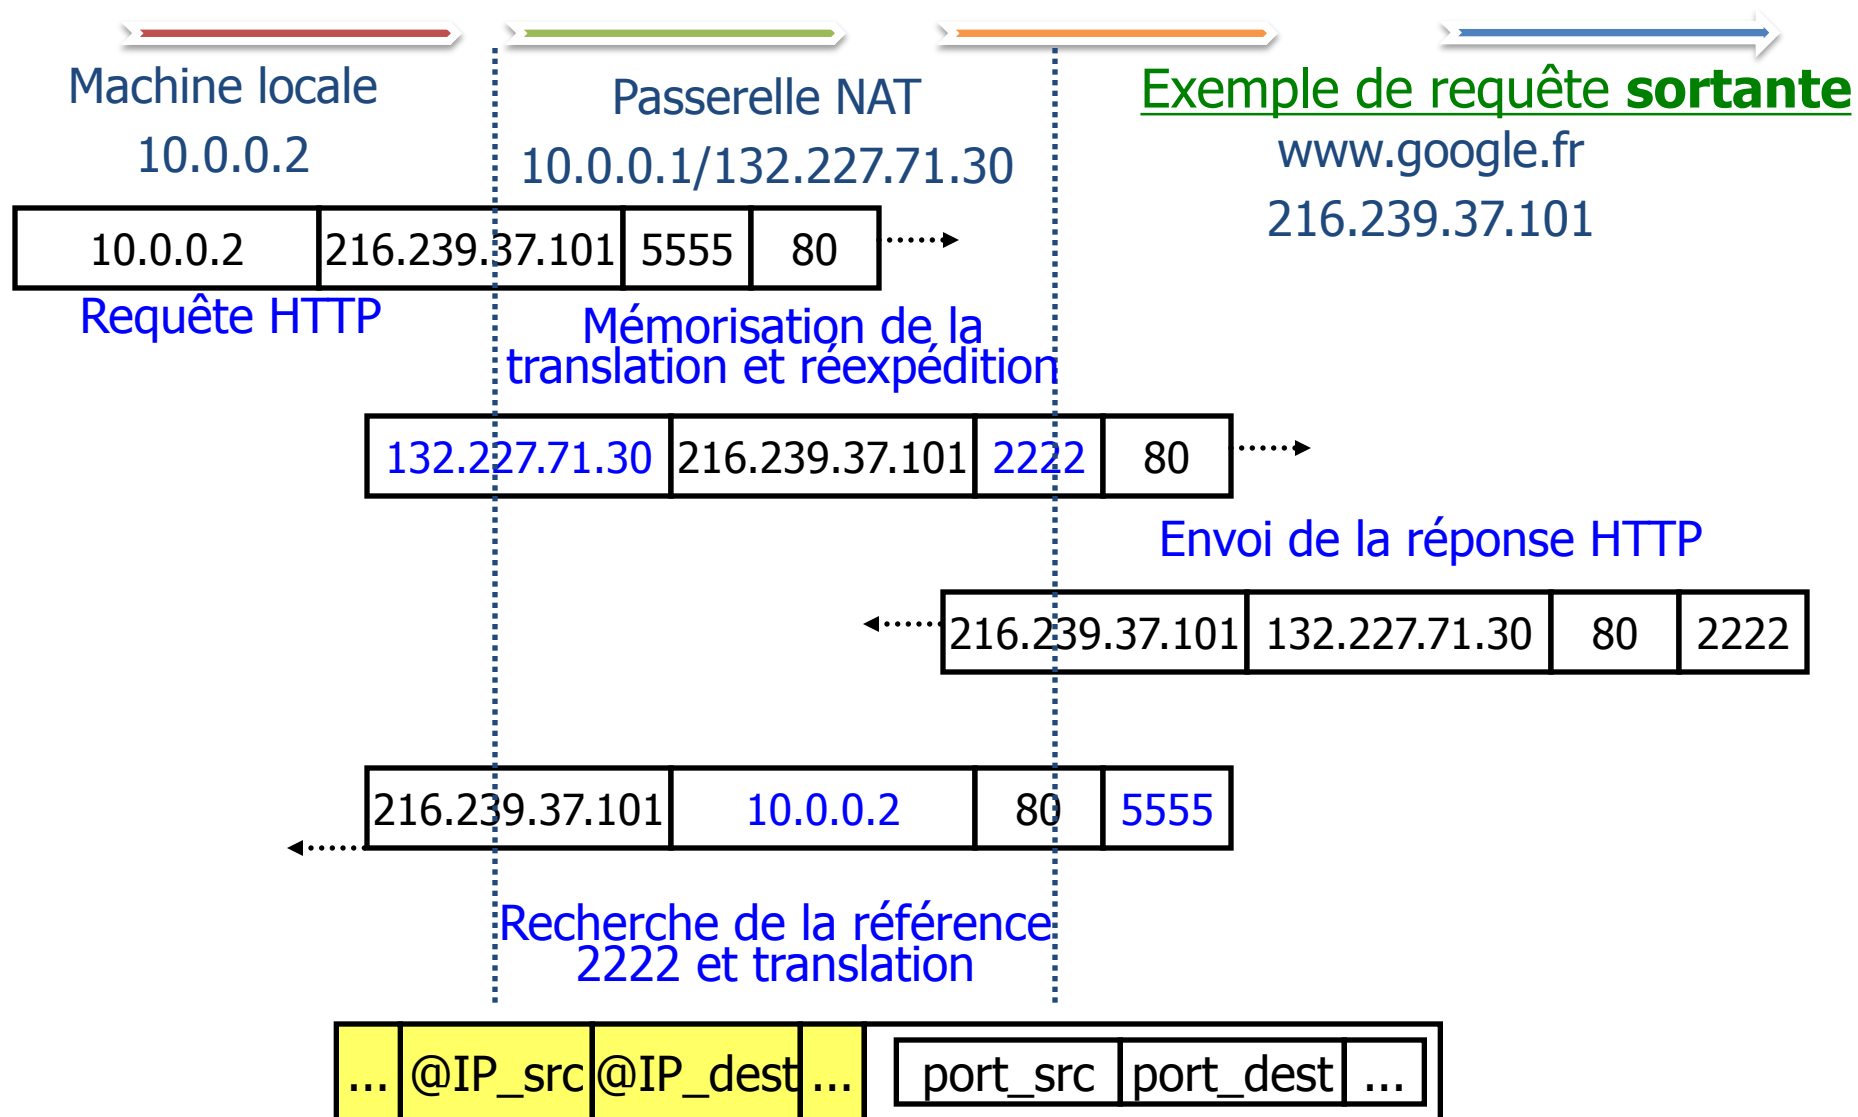 Machine locale
10.0.0.2
Passerelle NAT
10.0.0.1/132.227.71.30
Exemple de requête sortante
www.google.fr
216.239.37.101
10.0.0.2 216.239.37.101 5555 80
Requête HTTP
Mémorisation de la
translation et réexpédition
132.227.71.30 216.239.37.101 2222 80
Envoi de la réponse HTTP
216.239.37.101 132.227.71.30 80 2222
216.239.37.101 10.0.0.2 80 5555
Recherche de la référence
2222 et translation
... @IP_src @IP_dest ... port_src port_dest ...